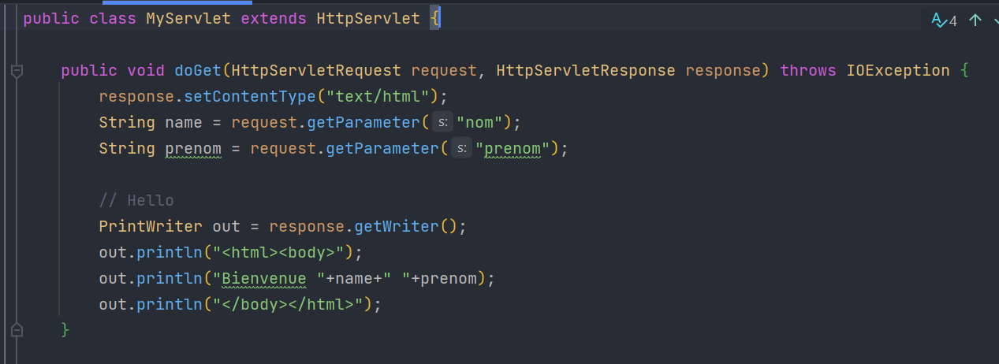 public class MyServlet extends HttpServlet {
4
public void doGet(HttpServletRequest request, HttpServletResponse response) throws IOException {
response.setContentType("text/html");
String name = request.getParameter( s: "nom");
String prenom = request.getParameter( s: "prenom");
// Hello
PrintWriter out = response.getWriter();
out.println("<html><body>");
out.println("Bienvenue "+name+" "+prenom);
out.println("</body></html>");
}